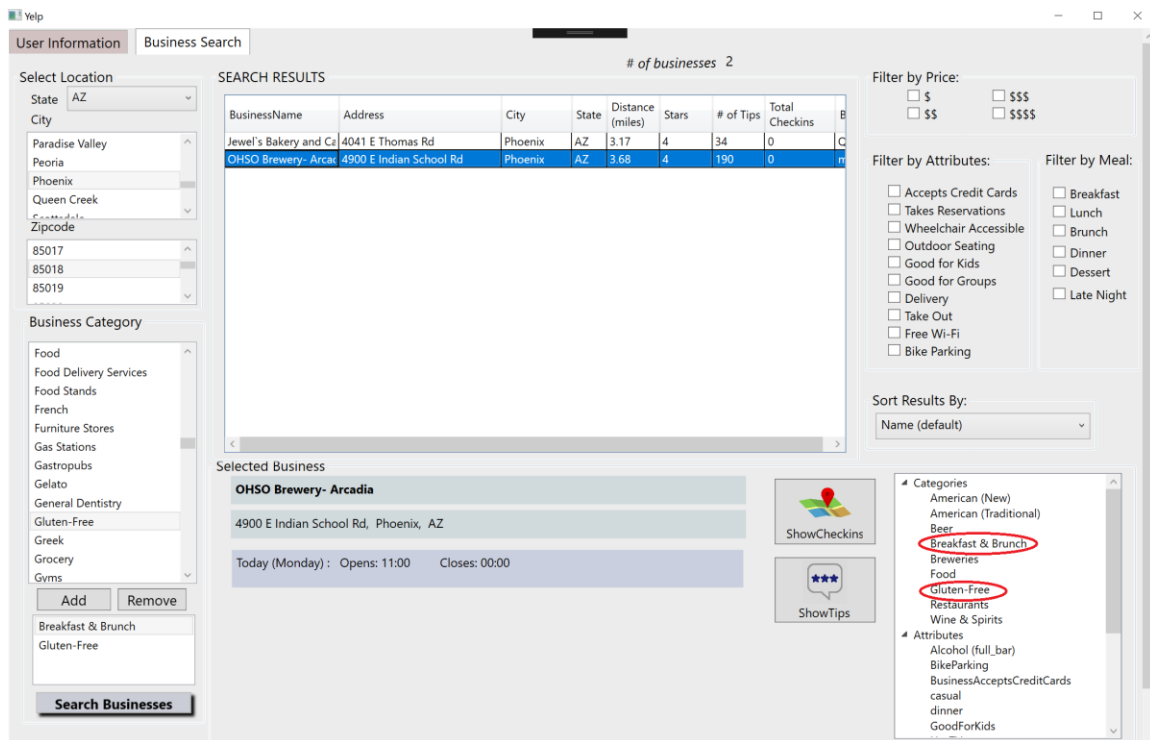 Yelp
User Information
Business Search
# of businesses 2
Select Location
State AZ
City
Paradise Valley
Peoria
Phoenix
Queen Creek
Scottsdale
Zipcode
85017
85018
85019
Business Category
Food
Food Delivery Services
Food Stands
French
Furniture Stores
Gas Stations
Gastropubs
Gelato
General Dentistry
Gluten-Free
Greek
Grocery
Gyms
Add Remove
Breakfast & Brunch
Gluten-Free
Search Businesses
SEARCH RESULTS
BusinessName Address City State Distance (miles) Stars # of Tips Total Checkins B
Jewel`s Bakery and Ca 4041 E Thomas Rd Phoenix AZ 3.17 4 34 0
OHSO Brewery- Arcad 4900 E Indian School Rd Phoenix AZ 3.68 4 190 0
Filter by Price:
$ $$$
$$ $$$$
Filter by Attributes:
Accepts Credit Cards
Takes Reservations
Wheelchair Accessible
Outdoor Seating
Good for Kids
Good for Groups
Delivery
Take Out
Free Wi-Fi
Bike Parking
Filter by Meal:
Breakfast
Lunch
Brunch
Dinner
Dessert
Late Night
Sort Results By:
Name (default)
Selected Business
OHSO Brewery- Arcadia
4900 E Indian School Rd, Phoenix, AZ
Today (Monday) : Opens: 11:00 Closes: 00:00
ShowCheckins
ShowTips
Categories
American (New)
American (Traditional)
Beer
Breakfast & Brunch
Breweries
Food
Gluten-Free
Restaurants
Wine & Spirits
Attributes
Alcohol (full_bar)
BikeParking
BusinessAcceptsCreditCards
casual
dinner
GoodForKids